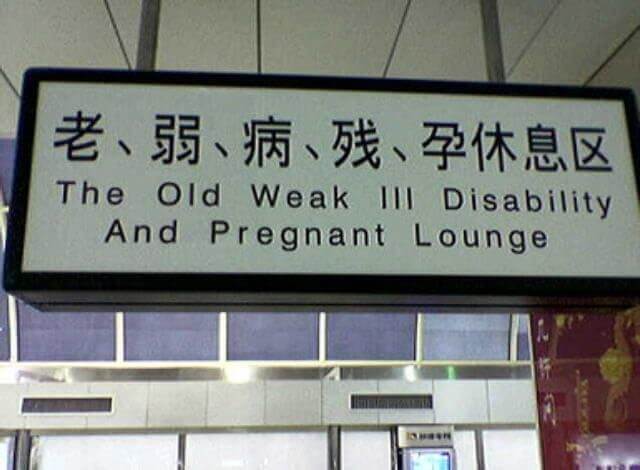 老、弱、病、残、孕休息区
The Old Weak Ill Disability
And Pregnant Lounge